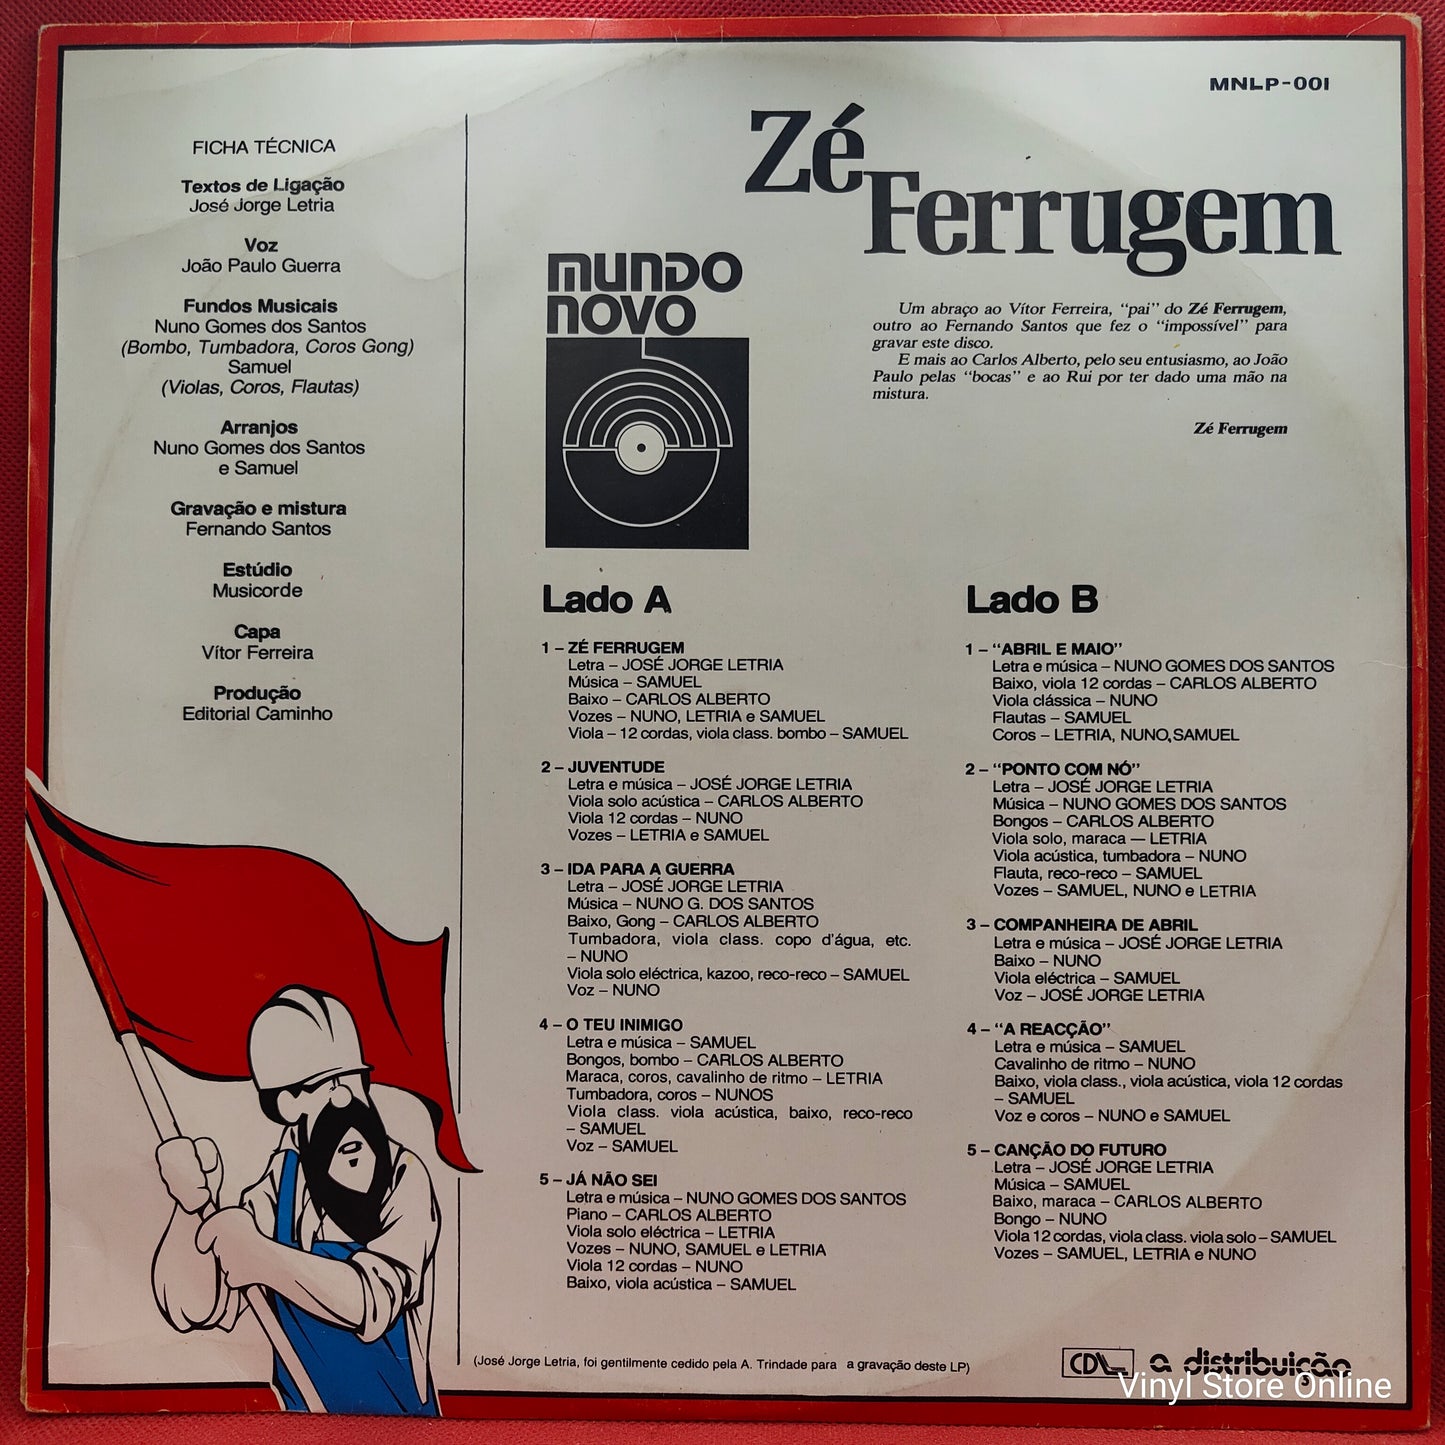 MNLP-001
Zé
Ferrugem
FICHA TÉCNICA
Textos de Ligação
José Jorge Letria
Voz
João Paulo Guerra
Fundos Musicais
Nuno Gomes dos Santos
(Bombo, Tumbadora, Coros Gong)
Samuel
(Violas, Coros, Flautas)
Arranjos
Nuno Gomes dos Santos
e Samuel
Gravação e mistura
Fernando Santos
Estúdio
Musicorde
Capa
Vítor Ferreira
Produção
Editorial Caminho
mundo
novo
Um abraço ao Vítor Ferreira, “pai” do Zé Ferrugem,
outro ao Fernando Santos que fez o “impossível” para
gravar este disco.
E mais ao Carlos Alberto, pelo seu entusiasmo, ao João
Paulo pelas “bocas” e ao Rui por ter dado uma mão na
mistura.
Zé Ferrugem
Lado A
1 – ZÉ FERRUGEM
Letra – JOSÉ JORGE LETRIA
Música – SAMUEL
Baixo – CARLOS ALBERTO
Vozes – NUNO, LETRIA e SAMUEL
Viola – 12 cordas, viola class. bombo – SAMUEL
2 – JUVENTUDE
Letra e música – JOSÉ JORGE LETRIA
Viola solo acústica – CARLOS ALBERTO
Viola 12 cordas – NUNO
Vozes – LETRIA e SAMUEL
3 – IDA PARA A GUERRA
Letra – JOSÉ JORGE LETRIA
Música – NUNO G. DOS SANTOS
Baixo, Gong – CARLOS ALBERTO
Tumbadora, viola class. copo d'água, etc.
– NUNO
Viola solo eléctrica, kazoo, reco-reco – SAMUEL
Voz – NUNO
4 – O TEU INIMIGO
Letra e música – SAMUEL
Bongos, bombo – CARLOS ALBERTO
Maraca, coros, cavalinho de ritmo – LETRIA
Tumbadora, coros – NUNOS
Viola class. viola acústica, baixo, reco-reco
– SAMUEL
Voz – SAMUEL
5 – JÁ NÃO SEI
Letra e música – NUNO GOMES DOS SANTOS
Piano – CARLOS ALBERTO
Viola solo eléctrica – LETRIA
Vozes – NUNO, SAMUEL e LETRIA
Viola 12 cordas – NUNO
Baixo, viola acústica – SAMUEL
Lado B
1 – “ABRIL E MAIO”
Letra e música – NUNO GOMES DOS SANTOS
Baixo, viola 12 cordas – CARLOS ALBERTO
Viola clássica – NUNO
Flautas – SAMUEL
Coros – LETRIA, NUNO, SAMUEL
2 – “PONTO COM NÓ”
Letra – JOSÉ JORGE LETRIA
Música – NUNO GOMES DOS SANTOS
Bongos – CARLOS ALBERTO
Viola solo, maraca — LETRIA
Viola acústica, tumbadora – NUNO
Flauta, reco-reco – SAMUEL
Vozes – SAMUEL, NUNO e LETRIA
3 – COMPANHEIRA DE ABRIL
Letra e música – JOSÉ JORGE LETRIA
Baixo – NUNO
Viola eléctrica – SAMUEL
Voz – JOSÉ JORGE LETRIA
4 – “A REACÇÃO”
Letra e música – SAMUEL
Cavalinho de ritmo – NUNO
Baixo, viola class., viola acústica, viola 12 cordas
– SAMUEL
Voz e coros – NUNO e SAMUEL
5 – CANÇÃO DO FUTURO
Letra – JOSÉ JORGE LETRIA
Música – SAMUEL
Baixo, maraca – CARLOS ALBERTO
Bongo – NUNO
Viola 12 cordas, viola class. viola solo – SAMUEL
Vozes – SAMUEL, LETRIA e NUNO
(José Jorge Letria, foi gentilmente cedido pela A. Trindade para a gravação deste LP)
CDL a distribuição
Vinyl Store Online